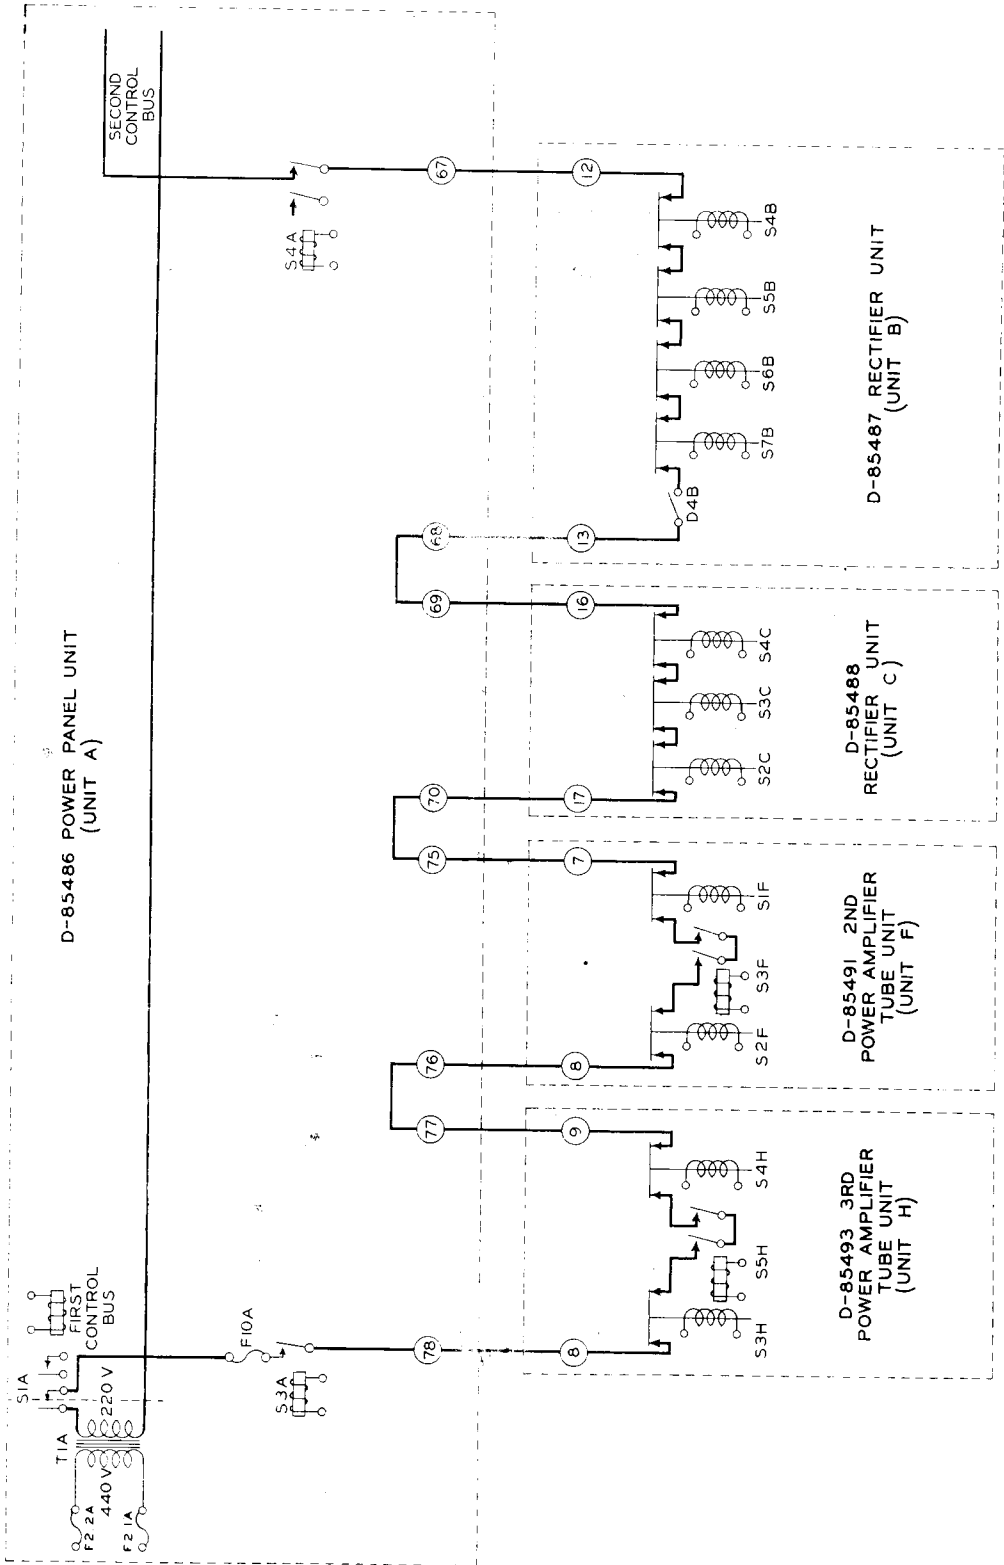 SECOND
CONTROL
BUS
D-85486 POWER PANEL UNIT
(UNIT A)
S4A
67
12
S4B
S5B
S6B
S7B
D4B
D-85487 RECTIFIER UNIT
(UNIT B)
68
13
69
16
S4C
S3C
S2C
D-85488
RECTIFIER UNIT
(UNIT C)
70
17
75
7
S1F
S3F
S2F
D-85491 2ND
POWER AMPLIFIER
TUBE UNIT
(UNIT F)
76
8
77
9
S4H
S5H
S3H
D-85493 3RD
POWER AMPLIFIER
TUBE UNIT
(UNIT H)
78
8
S3A
F10A
FIRST
CONTROL
BUS
S1A
220 V
T1A
440 V
F2.2A
F2.1A